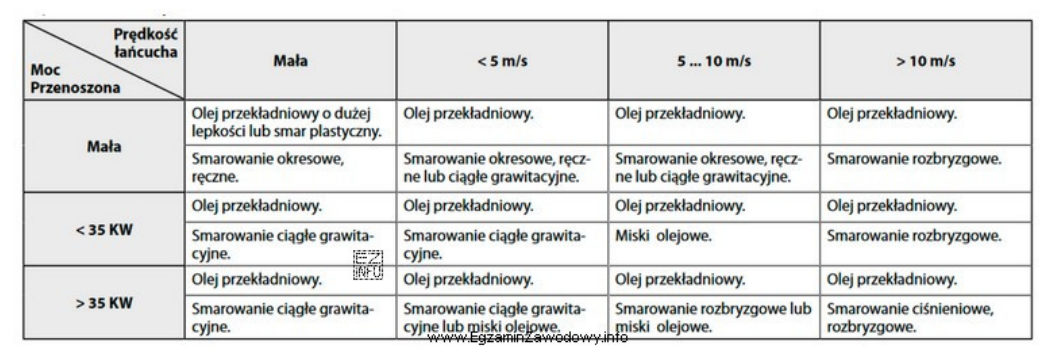 Prędkość
łańcucha
Moc
Przenoszona
Mała
< 5 m/s
5 ... 10 m/s
> 10 m/s
Mała
Olej przekładniowy o dużej
lepkości lub smar plastyczny.
Olej przekładniowy.
Olej przekładniowy.
Olej przekładniowy.
Smarowanie okresowe,
ręczne.
Smarowanie okresowe, ręcz-
ne lub ciągłe grawitacyjne.
Smarowanie okresowe, ręcz-
ne lub ciągłe grawitacyjne.
Smarowanie rozbryzgowe.
< 35 KW
Olej przekładniowy.
Olej przekładniowy.
Olej przekładniowy.
Olej przekładniowy.
Smarowanie ciągłe grawita-
cyjne.
Smarowanie ciągłe grawita-
cyjne.
Miski olejowe.
Smarowanie rozbryzgowe.
EZ
INFO
> 35 KW
Olej przekładniowy.
Olej przekładniowy.
Olej przekładniowy.
Olej przekładniowy.
Smarowanie ciągłe grawita-
cyjne.
Smarowanie ciągłe grawita-
cyjne lub miski olejowe.
Smarowanie rozbryzgowe lub
miski olejowe.
Smarowanie ciśnieniowe,
rozbryzgowe.
www.EgzaminZawodowy.info